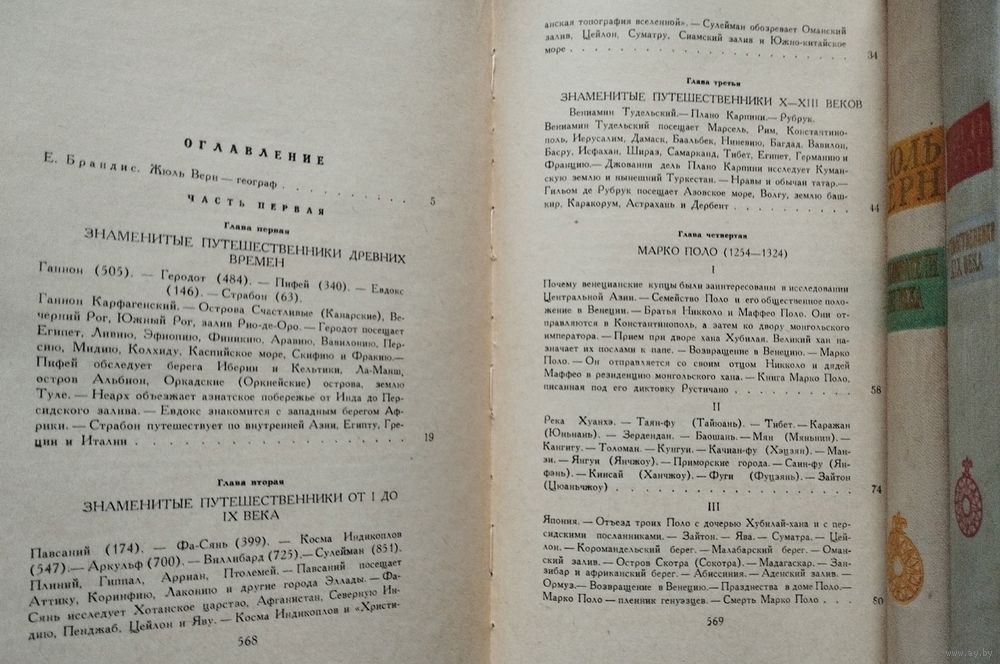 ОГЛАВЛЕНИЕ
Е. Брандис. Жюль Верн — географ . . . . . . . . . . 5
ЧАСТЬ ПЕРВАЯ
Глава первая
ЗНАМЕНИТЫЕ ПУТЕШЕСТВЕННИКИ ДРЕВНИХ
ВРЕМЕН
Ганнон (505). — Геродот (484). — Пифей (340). — Евдокс
(146). — Страбон (63).
Ганнон Карфагенский. — Острова Счастливые (Канарские), Ве-
черний Рог, Южный Рог, залив Рио-де-Оро. — Геродот посещает
Египет, Ливию, Эфиопию, Финикию, Аравию, Вавилонию, Пер-
сию, Мидию, Колхиду, Каспийское море, Скифию и Фракию. —
Пифей обследует берега Иберии и Кельтики, Ла-Манш,
остров Альбион, Оркадские (Оркнейские) острова, землю
Туле. — Неарх объезжает азиатское побережье от Инда до Пер-
сидского залива. — Евдокс знакомится с западным берегом Аф-
рики. — Страбон путешествует по внутренней Азии, Египту, Гре-
ции и Италии . . . . . . . . . . 19
Глава вторая
ЗНАМЕНИТЫЕ ПУТЕШЕСТВЕННИКИ ОТ I ДО
IX ВЕКА
Павсаний (174). — Фа-Сянь (399). — Косма Индикоплов
(547). — Аркульф (700). — Виллибард (725). — Сулейман (851).
Плиний, Гиппал, Арриан, Птолемей. — Павсаний посещает
Аттику, Коринфию, Лаконию и другие города Эллады. — Фа-
Сянь исследует Хотанское царство, Афганистан, Северную Ин-
дию, Пенджаб, Цейлон и Яву. — Косма Индикоплов и «Христи-
568
анская топография вселенной». — Сулейман обозревает Оманский
залив, Цейлон, Суматру, Сиамский залив и Южно-китайское
море . . . . . . . . . . 34
Глава третья
ЗНАМЕНИТЫЕ ПУТЕШЕСТВЕННИКИ X—XIII ВЕКОВ
Вениамин Тудельский. — Плано Карпини. — Рубрук.
Вениамин Тудельский посещает Марсель, Рим, Константино-
поль, Иерусалим, Дамаск, Баальбек, Ниневию, Багдад, Вавилон,
Басру, Исфахан, Шираз, Самарканд, Тибет, Египет, Германию и
Францию. — Джованни дель Плано Карпини исследует Куман-
скую землю и нынешний Туркестан. — Нравы и обычаи татар. —
Гильом де Рубрук посещает Азовское море, Волгу, землю баш-
кир, Каракорум, Астрахань и Дербент . . . . . . . . . . 44
Глава четвертая
МАРКО ПОЛО (1254—1324)
I
Почему венецианские купцы были заинтересованы в исследовании
Центральной Азии. — Семейство Поло и его общественное поло-
жение в Венеции. — Братья Никколо и Маффео Поло. Они от-
правляются в Константинополь, а затем ко двору монгольского
императора. — Прием при дворе хана Хубилая. Великий хан на-
значает их послами к папе. — Возвращение в Венецию. — Марко
Поло. — Он отправляется со своим отцом Никколо и дядей
Маффео в резиденцию монгольского хана. — Книга Марко Поло,
писанная под его диктовку Рустичано . . . . . . . . . . 58
II
Река Хуанхэ. — Таян-фу (Тайюань). — Тибет. — Каражан
(Юньнань). — Зердендан. — Баошань. — Мян (Мяньпин). —
Кангигу. — Толоман. — Кунгуи. — Качиан-фу (Хэцзян). — Ман-
зи. — Янгуи (Янчжоу). — Приморские города. — Саин-фу (Ян-
фэнь). — Кинсай (Ханчжоу). — Фуги (Фуцзянь). — Зайтон
(Цюаньчжоу) . . . . . . . . . . 74
III
Япония. — Отъезд троих Поло с дочерью Хубилай-хана и с пер-
сидскими посланниками. — Зайтон. — Ява. — Суматра. — Цей-
лон. — Коромандельский берег. — Малабарский берег. — Оман-
ский залив. — Остров Скотра (Сокотра). — Мадагаскар. — Зан-
зибар и африканский берег. — Абиссиния. — Аденский залив. —
Ормуз. — Возвращение в Венецию. — Празднества в доме Поло. —
Марко Поло — пленник генуэзцев. — Смерть Марко Поло . . 80
569
ЮЛЬ
ЕРН
ВЕКА
XIX ВЕКА
www.ay.by